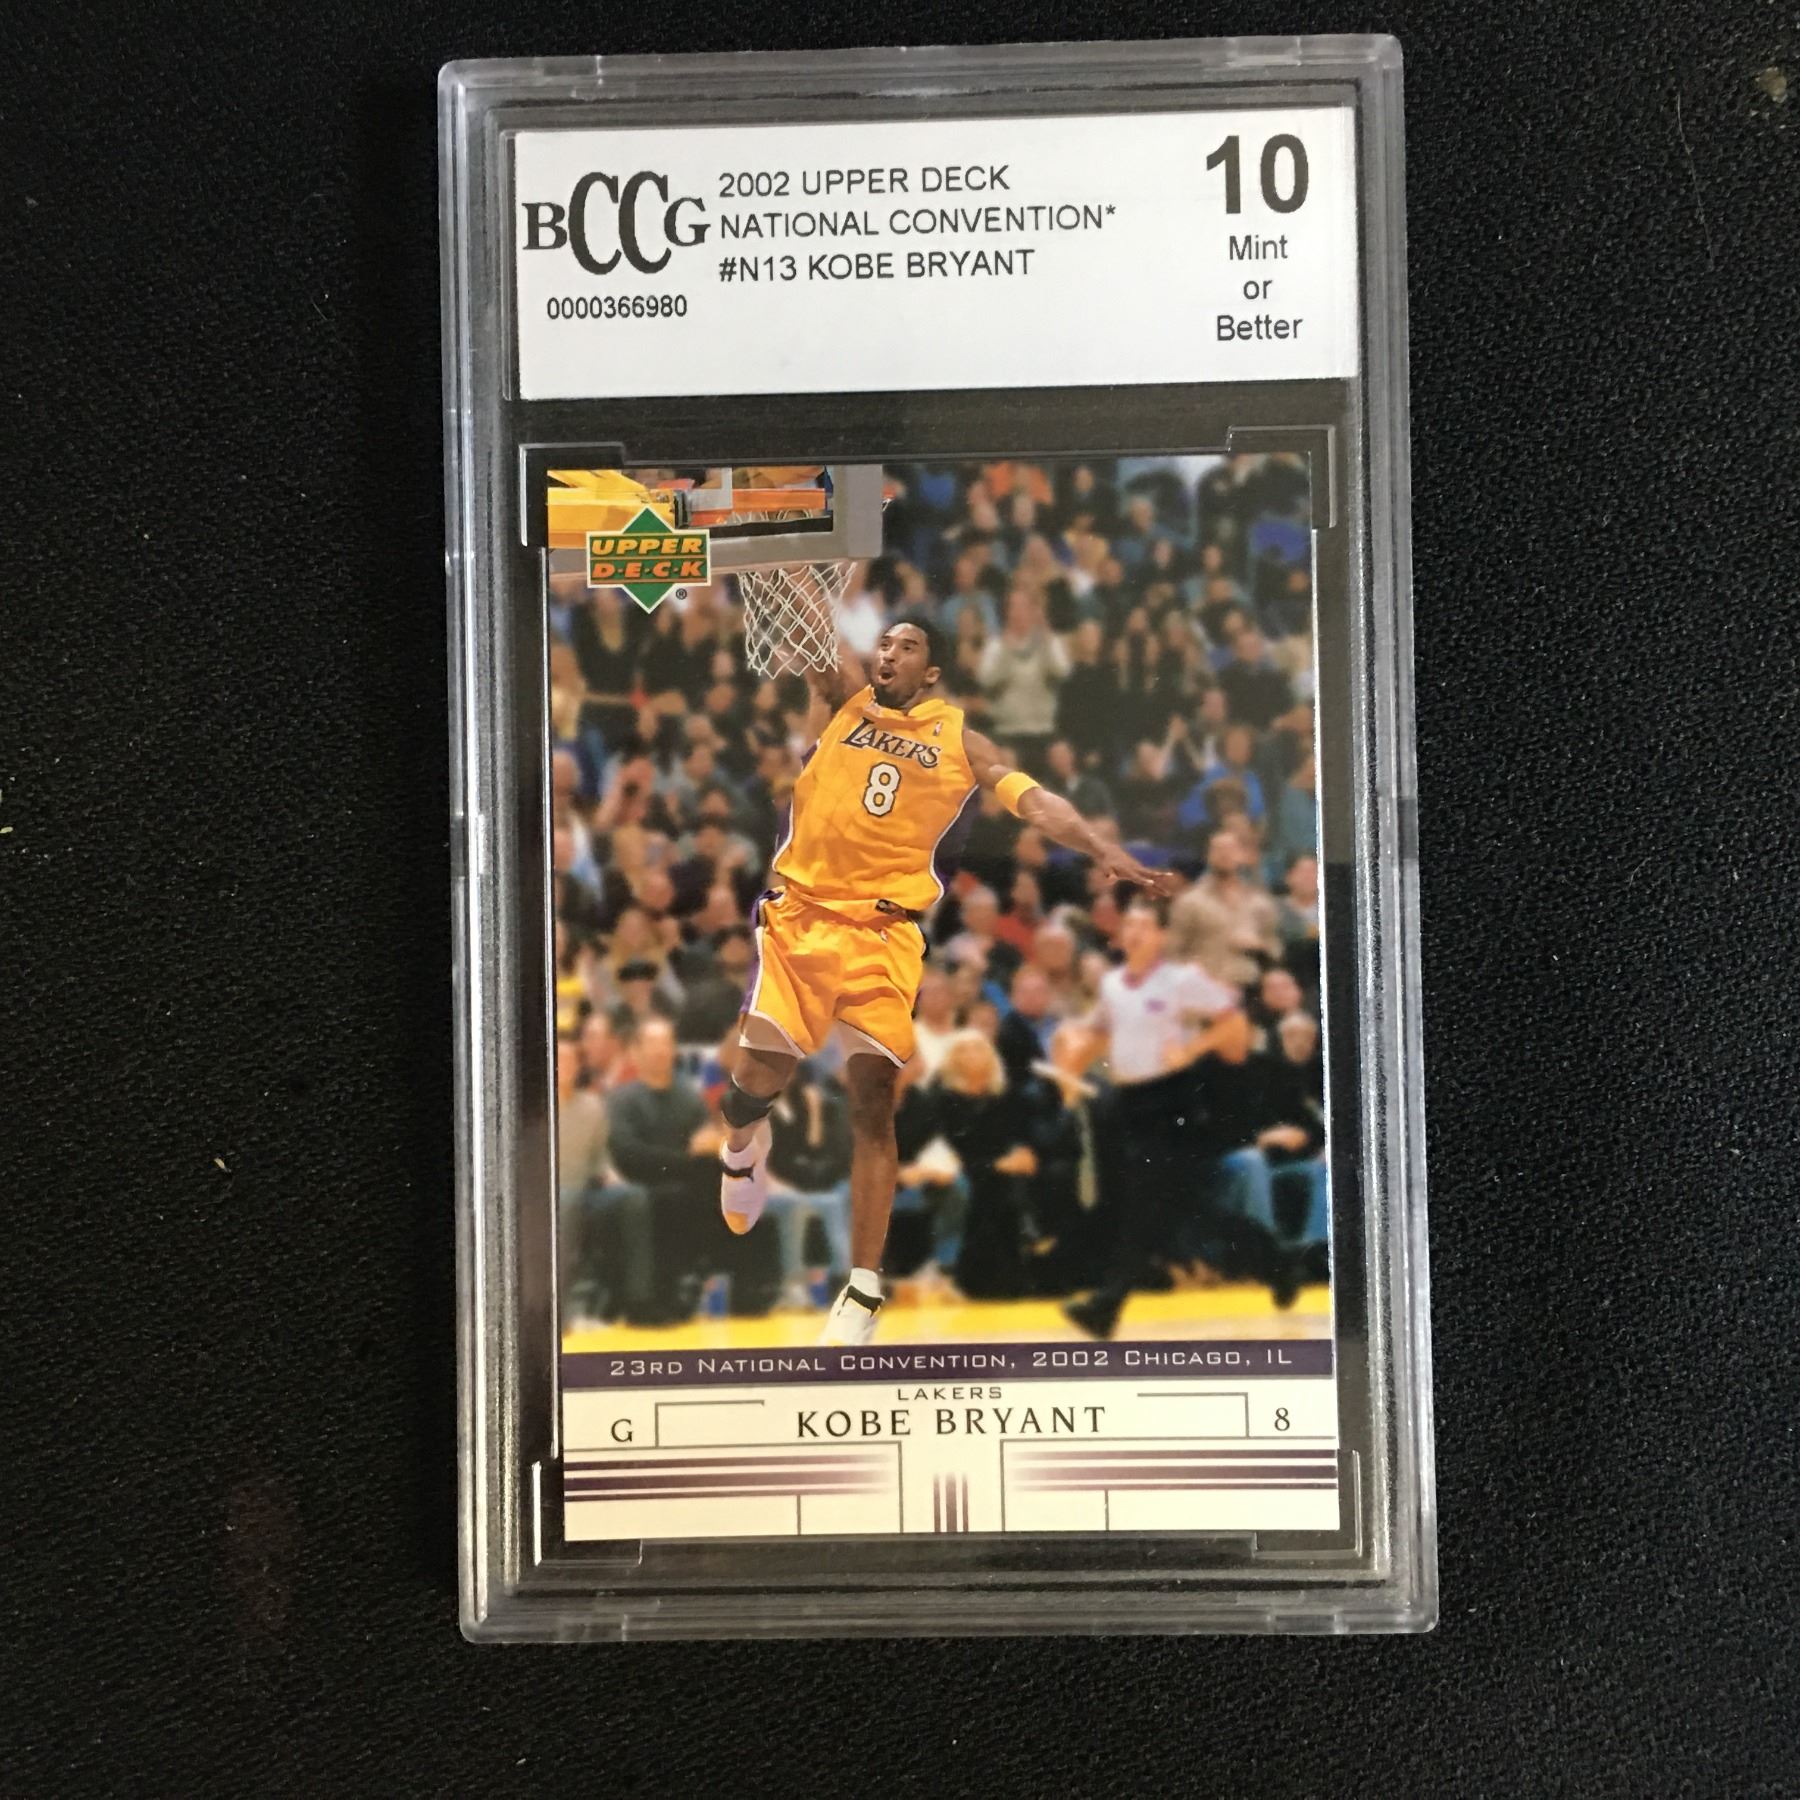 BCCG
2002 UPPER DECK
NATIONAL CONVENTION*
#N13 KOBE BRYANT
0000366980
10
Mint
or
Better
UPPER
D·E·C·K
®
LAKERS
8
23RD NATIONAL CONVENTION, 2002 CHICAGO, IL
LAKERS
G KOBE BRYANT 8